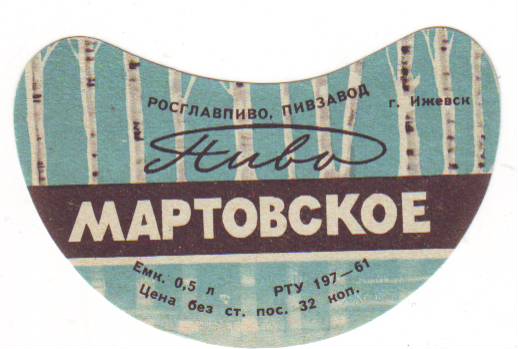 РОСГЛАВПИВО, ПИВЗАВОД г. Ижевск
Пиво
МАРТОВСКОЕ
Емк. 0,5 л РТУ 197—61
Цена без ст. пос. 32 коп.